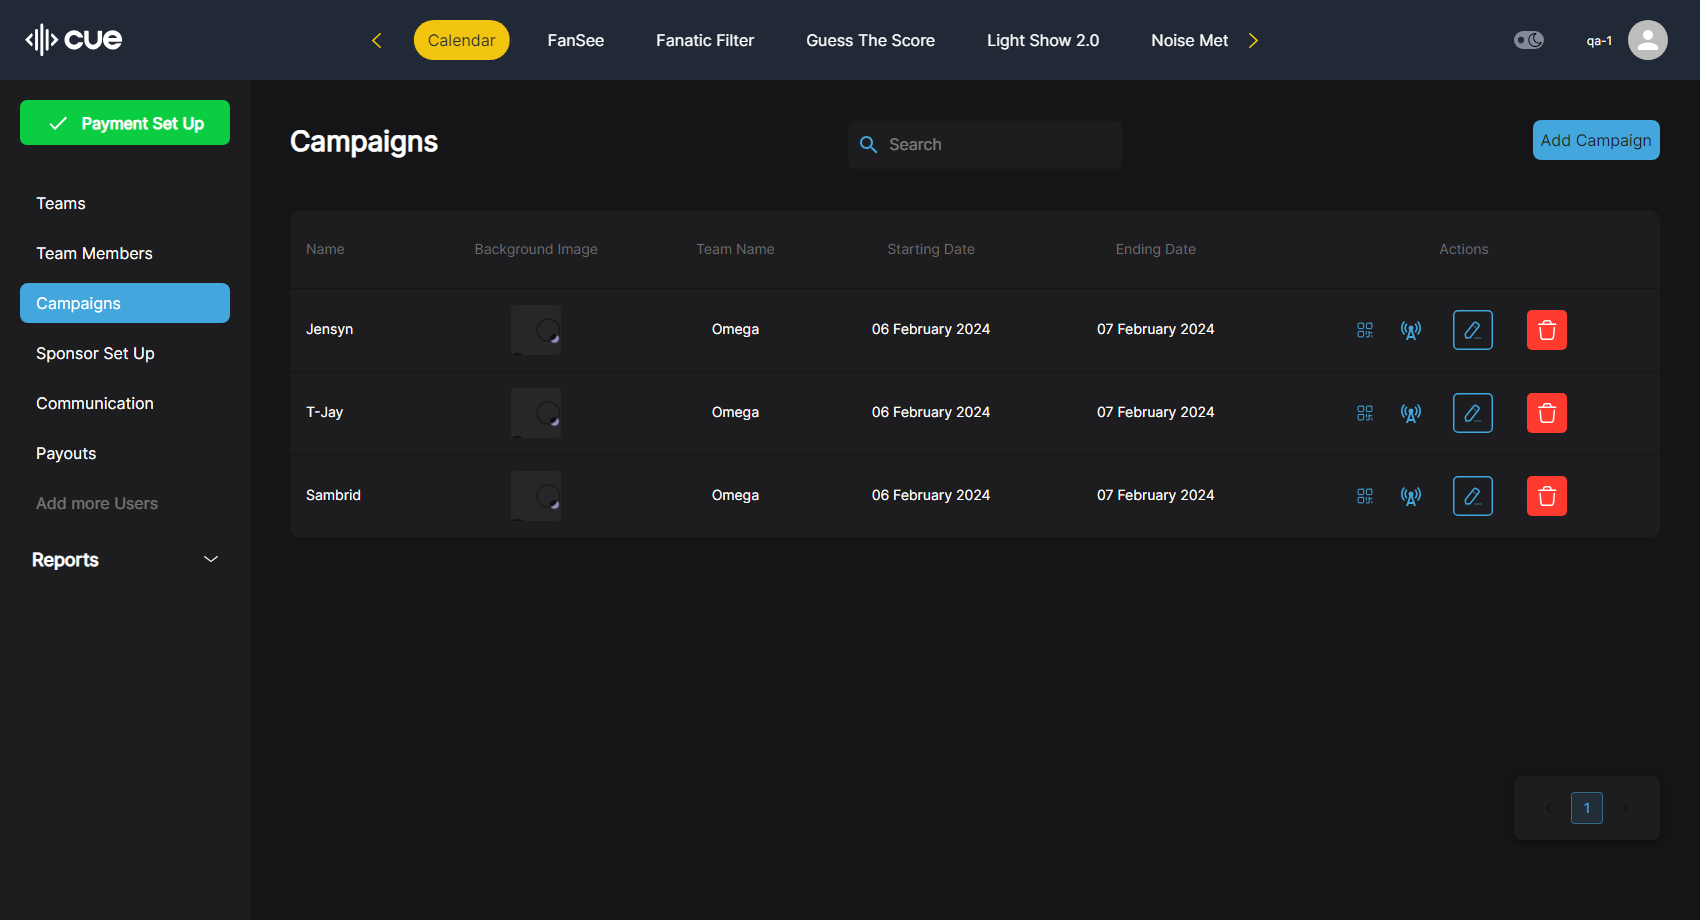 cue
Calendar FanSee Fanatic Filter Guess The Score Light Show 2.0 Noise Met
qa-1
Payment Set Up
Teams
Team Members
Campaigns
Sponsor Set Up
Communication
Payouts
Add more Users
Reports
Campaigns
Search
Add Campaign
Name Background Image Team Name Starting Date Ending Date Actions
Jensyn Omega 06 February 2024 07 February 2024
T-Jay Omega 06 February 2024 07 February 2024
Sambrid Omega 06 February 2024 07 February 2024
1